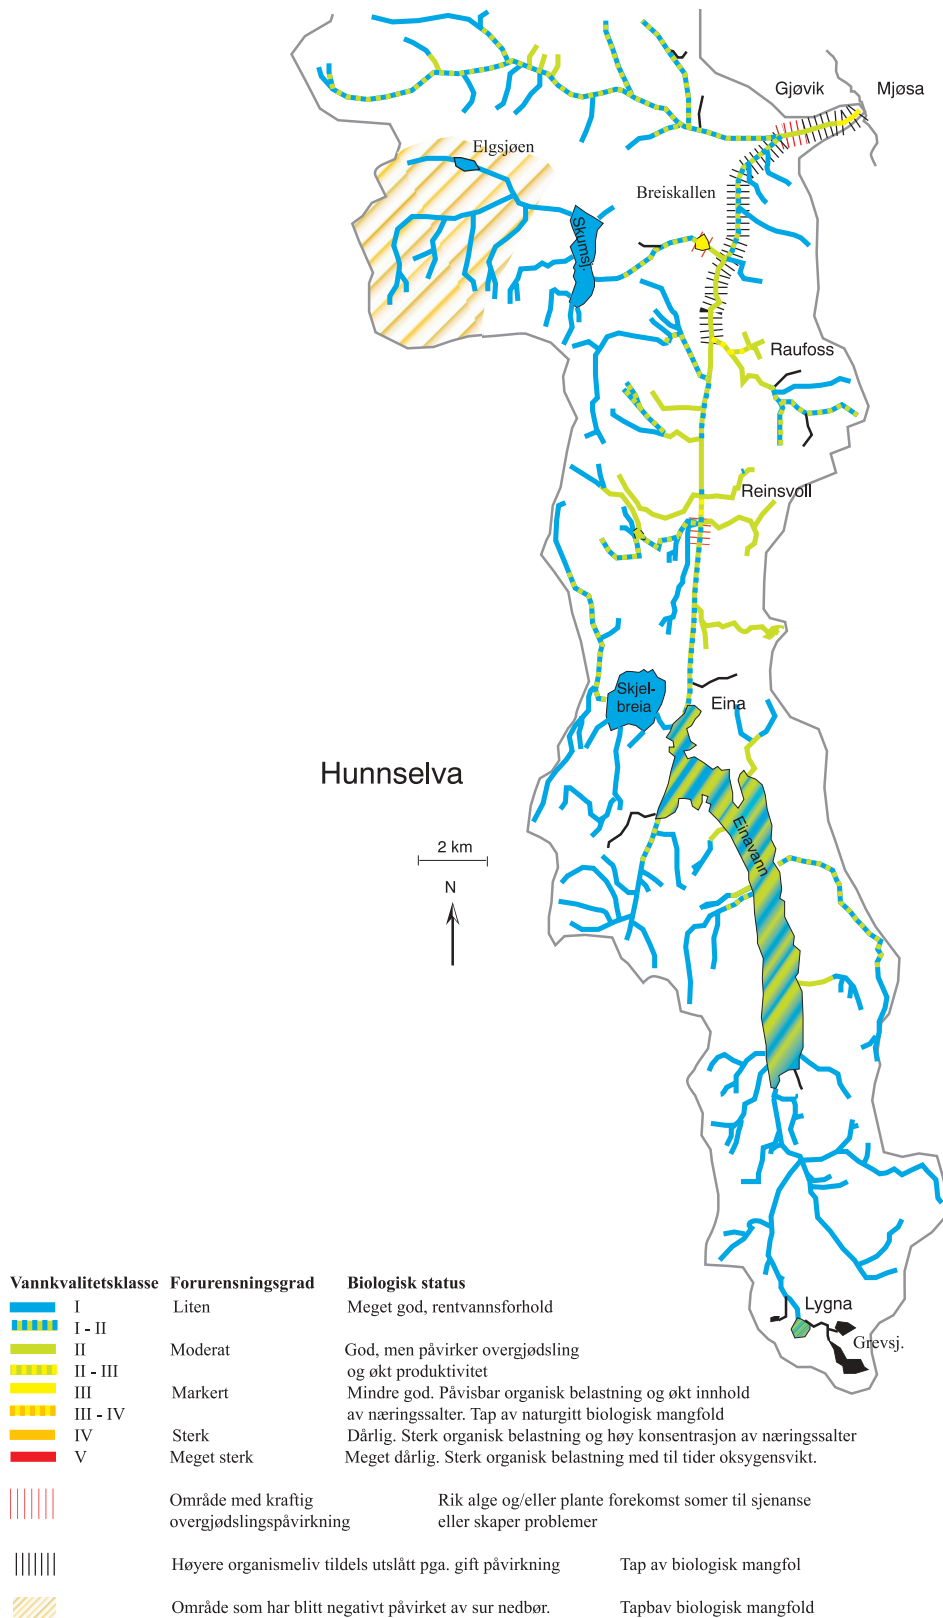 Gjøvik
Mjøsa
Elgsjøen
Breiskallen
Skumsj.
Raufoss
Reinsvoll
Skjel-
breia
Eina
Hunnselva
Einavann
2 km
N
Lygna
Grevsj.
Vannkvalitetsklasse Forurensningsgrad Biologisk status
I Liten Meget god, rentvannsforhold
I - II
II Moderat God, men påvirker overgjødsling
II - III og økt produktivitet
III Markert Mindre god. Påvisbar organisk belastning og økt innhold
III - IV av næringssalter. Tap av naturgitt biologisk mangfold
IV Sterk Dårlig. Sterk organisk belastning og høy konsentrasjon av næringssalter
V Meget sterk Meget dårlig. Sterk organisk belastning med til tider oksygensvikt.
Område med kraftig Rik alge og/eller plante forekomst somer til sjenanse
overgjødslingspåvirkning eller skaper problemer
Høyere organismeliv tildels utslått pga. gift påvirkning Tap av biologisk mangfol
Område som har blitt negativt påvirket av sur nedbør. Tapbav biologisk mangfold